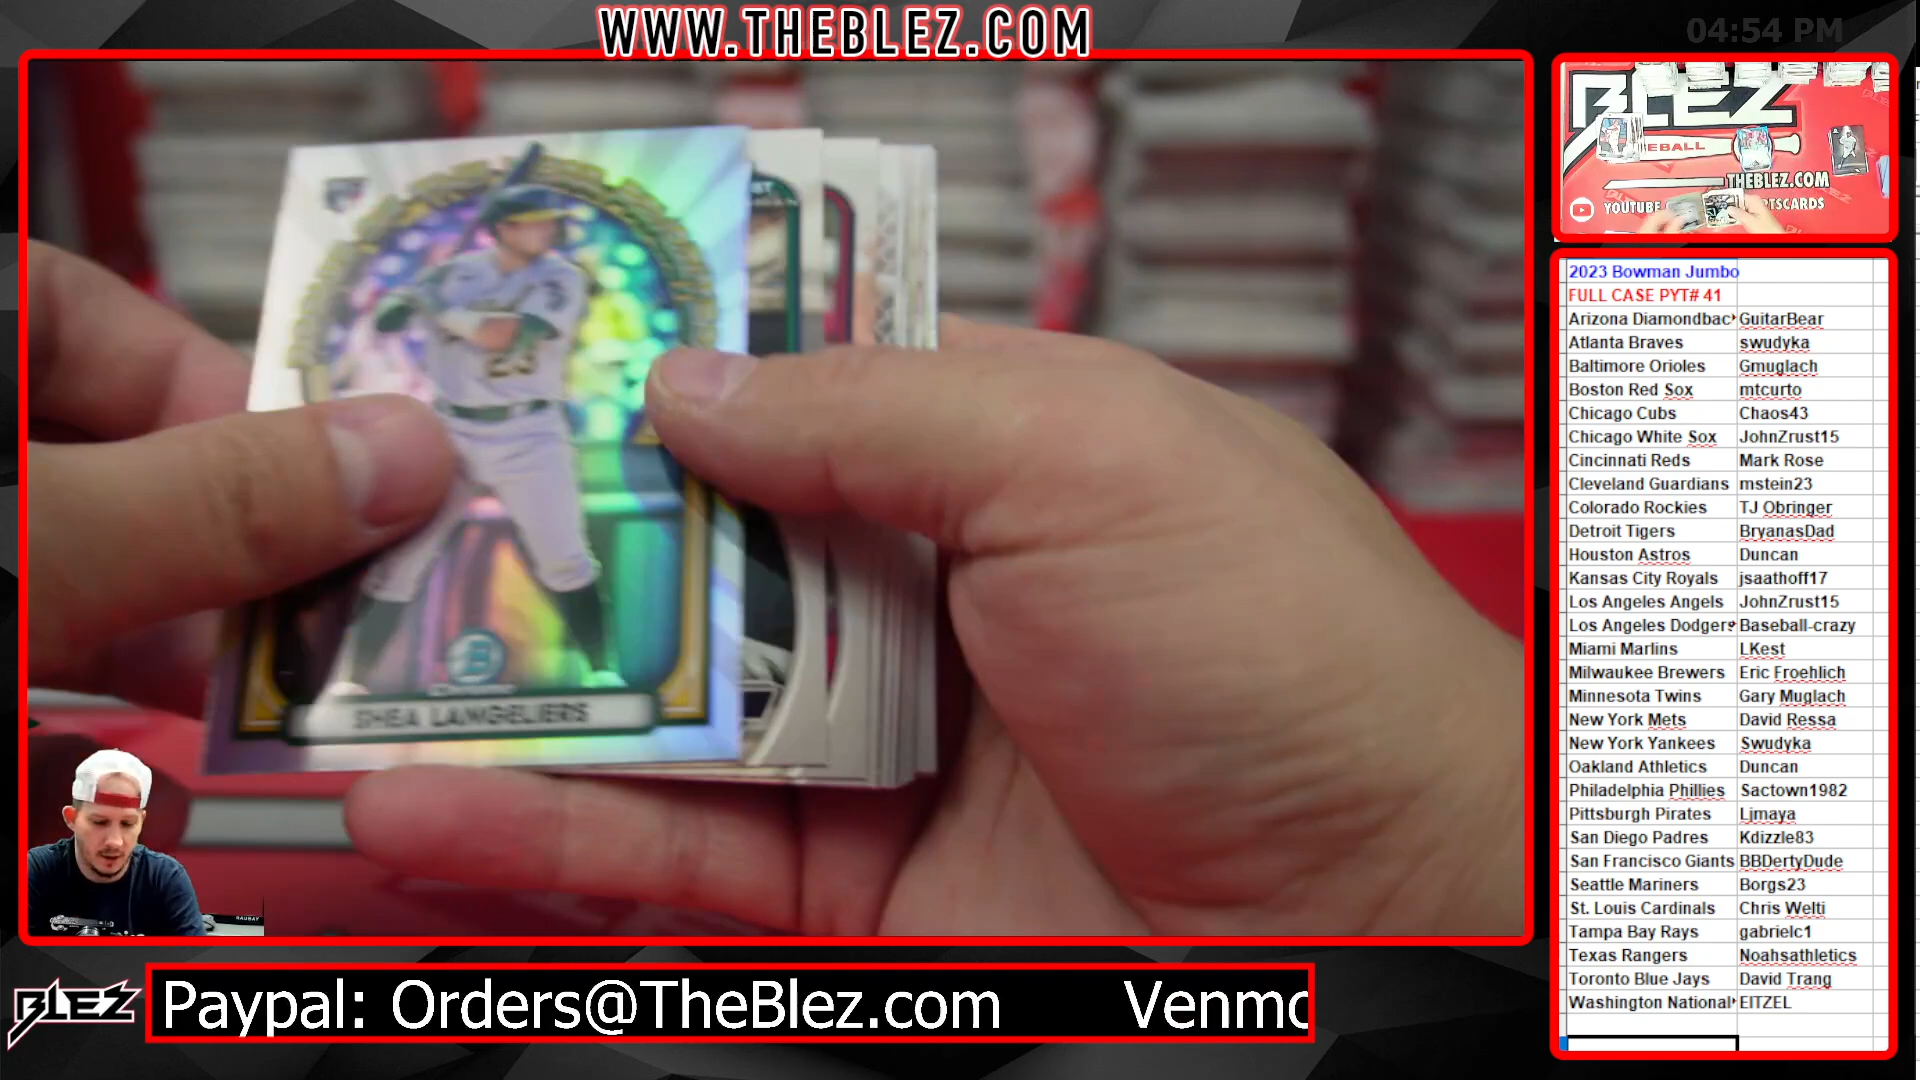 WWW.THEBLEZ.COM
04:54 PM
SHEA LANGELIERS
23
BLEZ
THEBLEZ.COM
YOUTUBE
2023 Bowman Jumbo
FULL CASE PYT# 41
Arizona Diamondbac GuitarBear
Atlanta Braves swudyka
Baltimore Orioles Gmuglach
Boston Red Sox mtcurto
Chicago Cubs Chaos43
Chicago White Sox JohnZrust15
Cincinnati Reds Mark Rose
Cleveland Guardians mstein23
Colorado Rockies TJ Obringer
Detroit Tigers BryanasDad
Houston Astros Duncan
Kansas City Royals jsaathoff17
Los Angeles Angels JohnZrust15
Los Angeles Dodgers Baseball-crazy
Miami Marlins LKest
Milwaukee Brewers Eric Froehlich
Minnesota Twins Gary Muglach
New York Mets David Ressa
New York Yankees Swudyka
Oakland Athletics Duncan
Philadelphia Phillies Sactown1982
Pittsburgh Pirates Ljmaya
San Diego Padres Kdizzle83
San Francisco Giants BBDertyDude
Seattle Mariners Borgs23
St. Louis Cardinals Chris Welti
Tampa Bay Rays gabrielc1
Texas Rangers Noahsathletics
Toronto Blue Jays David Trang
Washington National EITZEL
BLEZ
Paypal: Orders@TheBlez.com Venmo